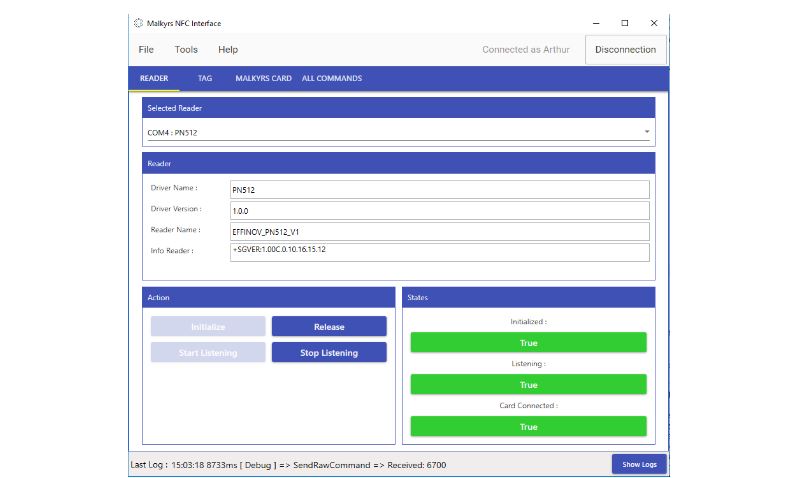 Malkyrs NFC Interface
File Tools Help Connected as Arthur Disconnection
READER TAG MALKYRS CARD ALL COMMANDS
Selected Reader
COM4 : PN512
Reader
Driver Name : PN512
Driver Version : 1.0.0
Reader Name : EFFINOV_PN512_V1
Info Reader : +SGVER:1.00C.0.10.16.15.12
Action
Initialize Release
Start Listening Stop Listening
States
Initialized :
True
Listening :
True
Card Connected :
True
Last Log : 15:03:18 8733ms [ Debug ] => SendRawCommand => Received: 6700 Show Logs